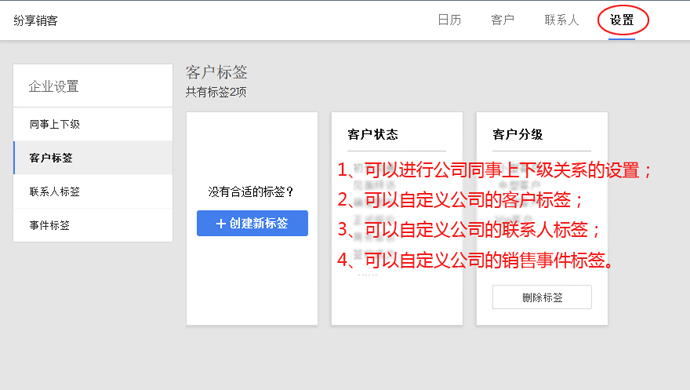 纷享销客
日历
客户
联系人
设置
企业设置
同事上下级
客户标签
联系人标签
事件标签
客户标签
共有标签2项
没有合适的标签？
+ 创建新标签
客户状态
客户分级
1、可以进行公司同事上下级关系的设置；
2、可以自定义公司的客户标签；
3、可以自定义公司的联系人标签；
4、可以自定义公司的销售事件标签。
删除标签